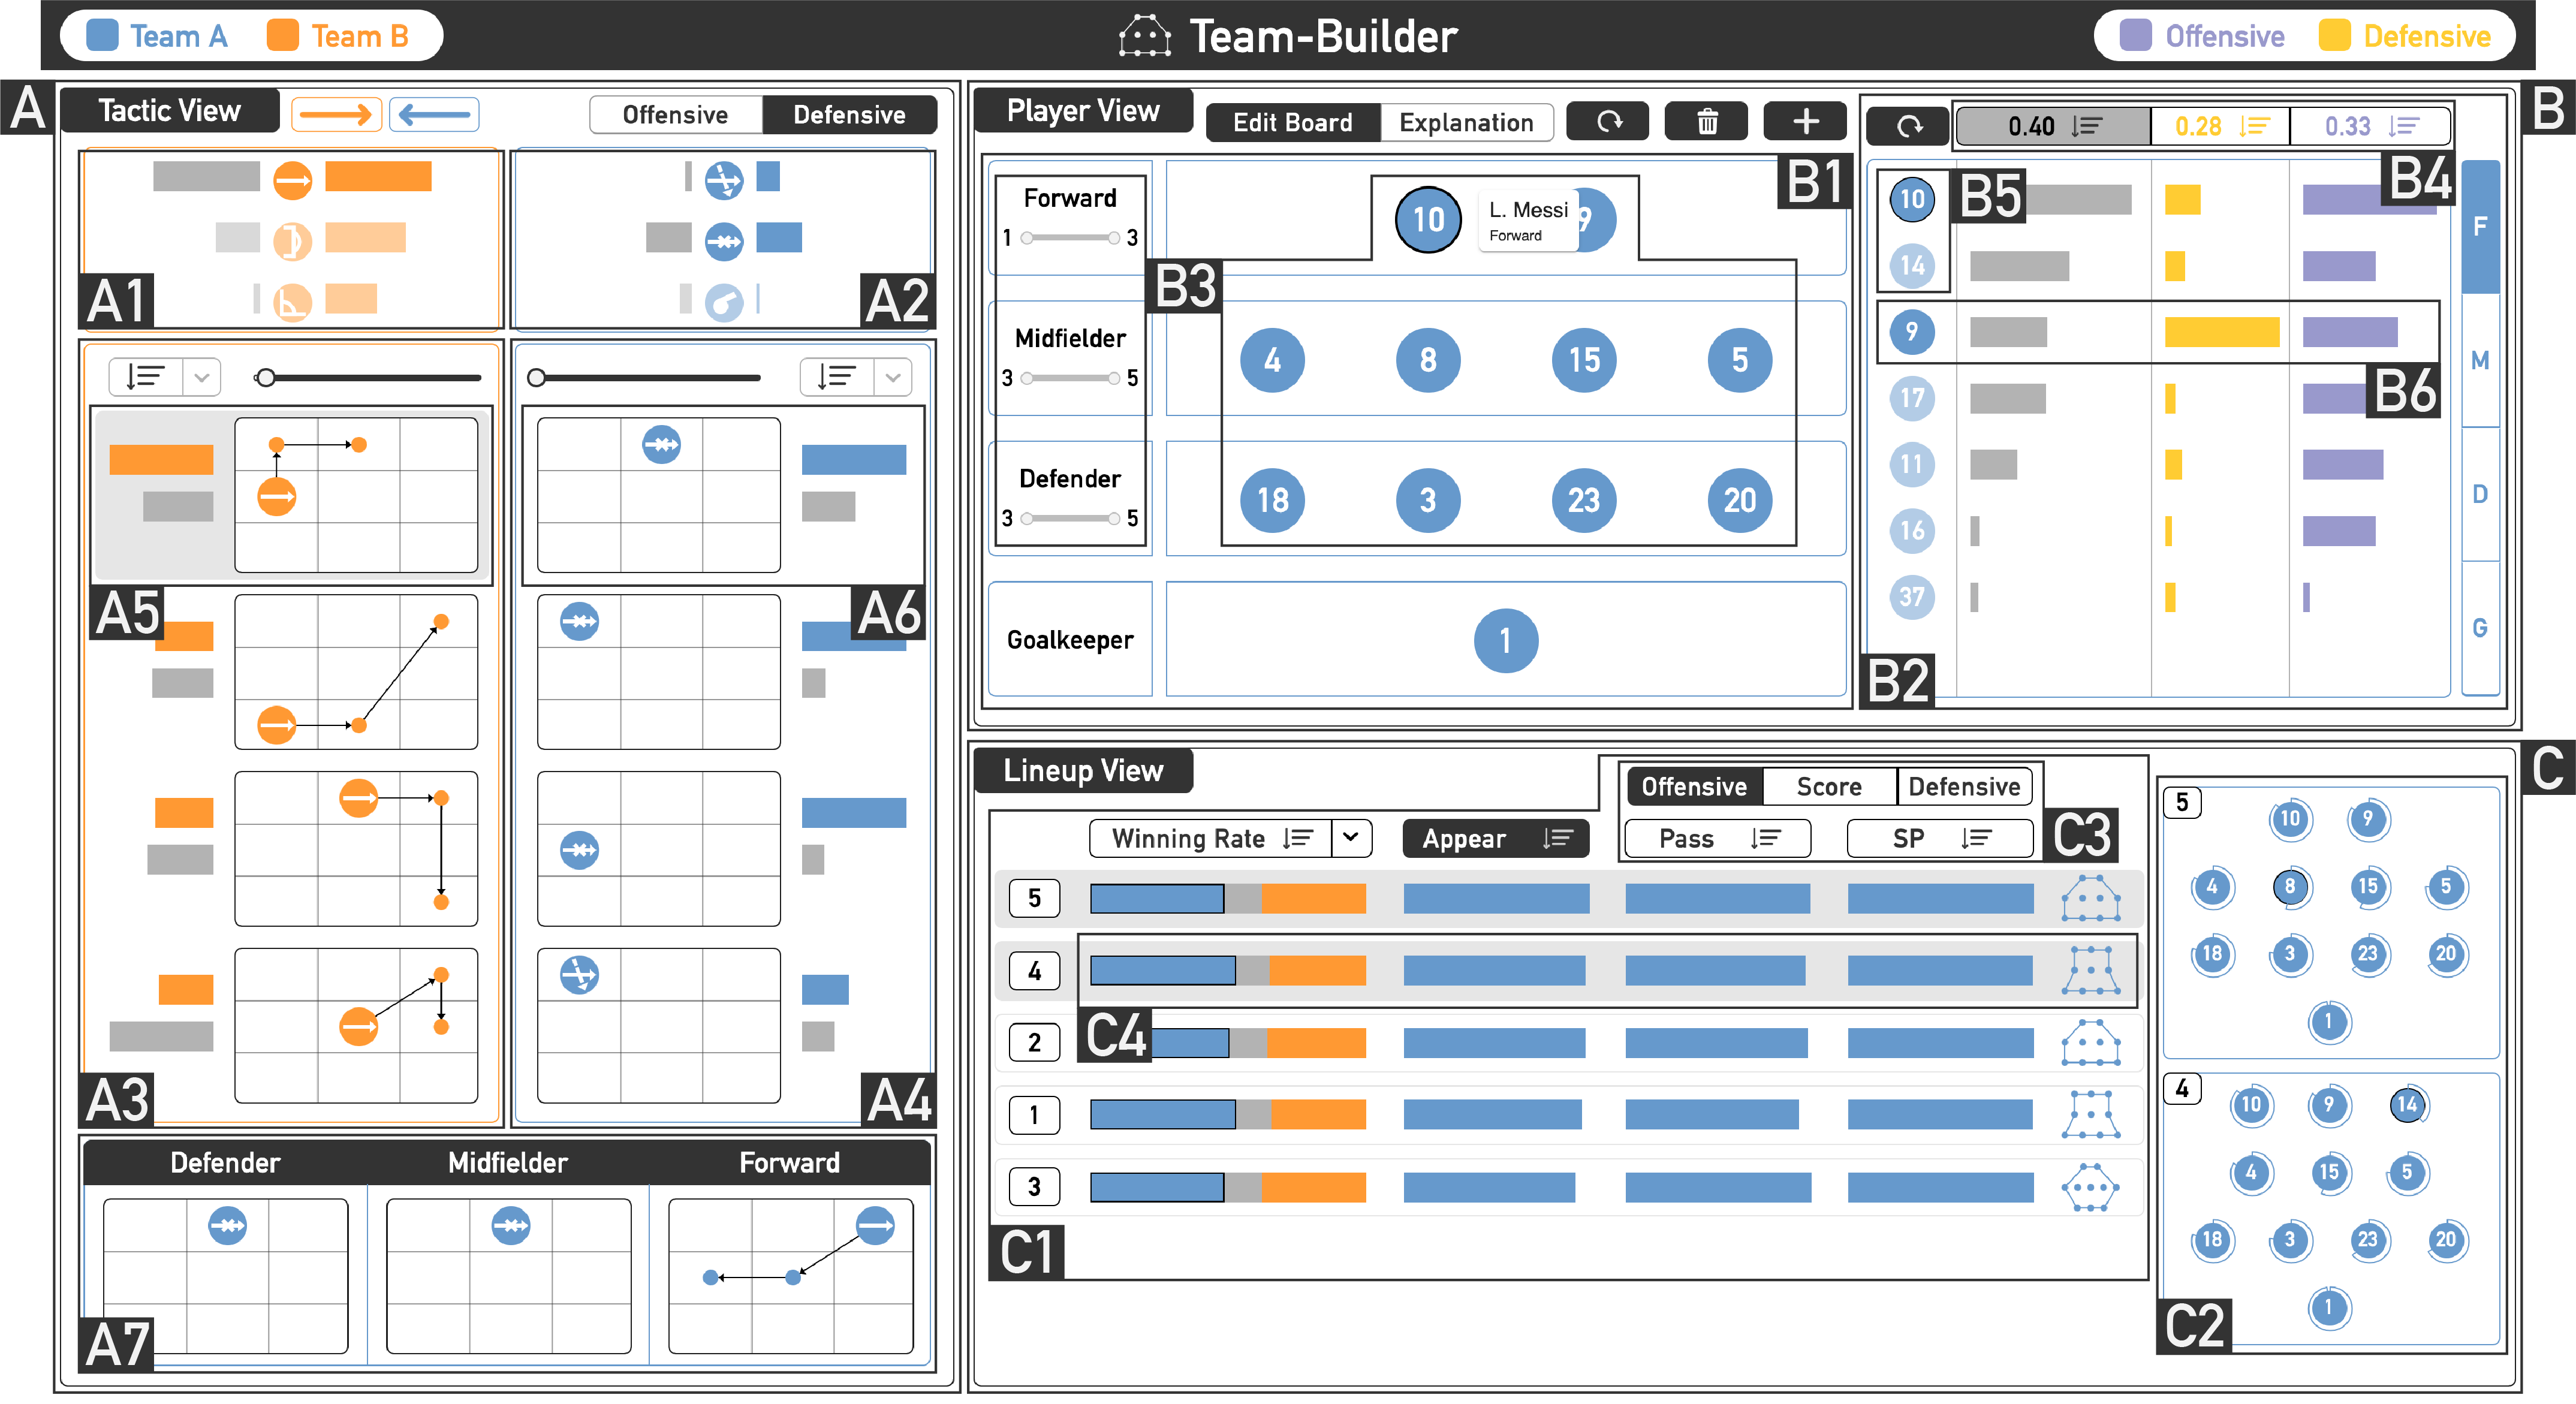 Team A
Team B
Team-Builder
Offensive
Defensive
A
Tactic View
Offensive
Defensive
A1
A2
A5
A6
A3
A4
Defender
Midfielder
Forward
A7
B
Player View
Edit Board
Explanation
+
B1
Forward
1
3
B3
10
9
L. Messi
Forward
Midfielder
3
5
4
8
15
5
Defender
3
5
18
3
23
20
Goalkeeper
1
0.40
0.28
0.33
B4
B5
10
14
9
B6
17
11
16
37
B2
F
M
D
G
C
Lineup View
Offensive
Score
Defensive
Winning Rate
Appear
Pass
SP
C3
5
4
C4
2
1
3
C1
5
10
9
4
8
15
5
18
3
23
20
1
4
10
9
14
4
15
5
18
3
23
20
1
C2